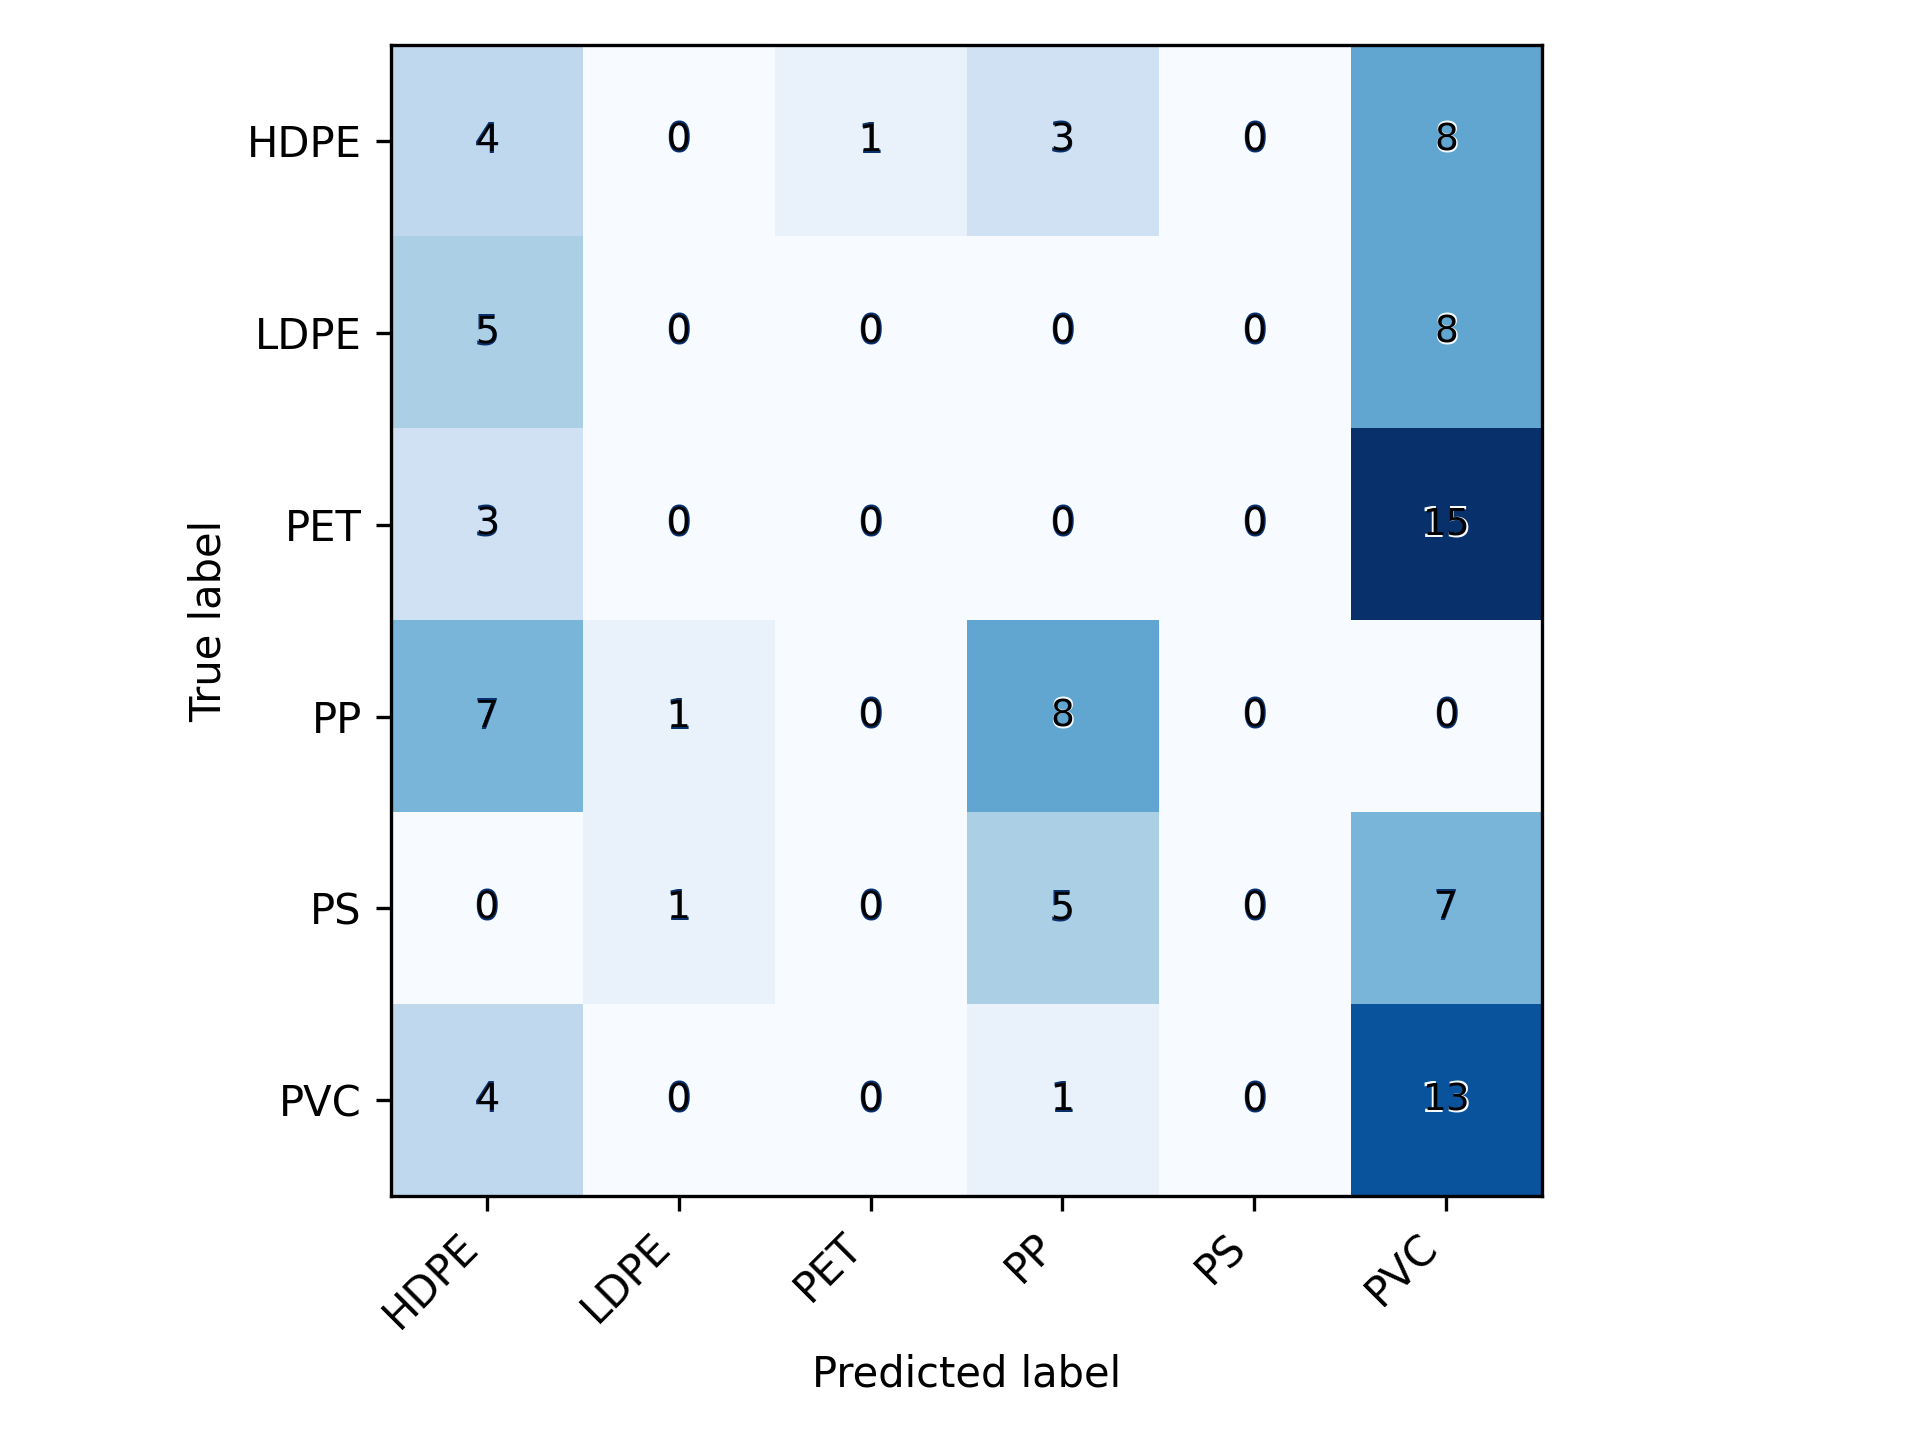 HDPE 4 0 1 3 0 8
LDPE 5 0 0 0 0 8
PET 3 0 0 0 0 15
PP 7 1 0 8 0 0
PS 0 1 0 5 0 7
PVC 4 0 0 1 0 13
True label
HDPE LDPE PET PP PS PVC
Predicted label